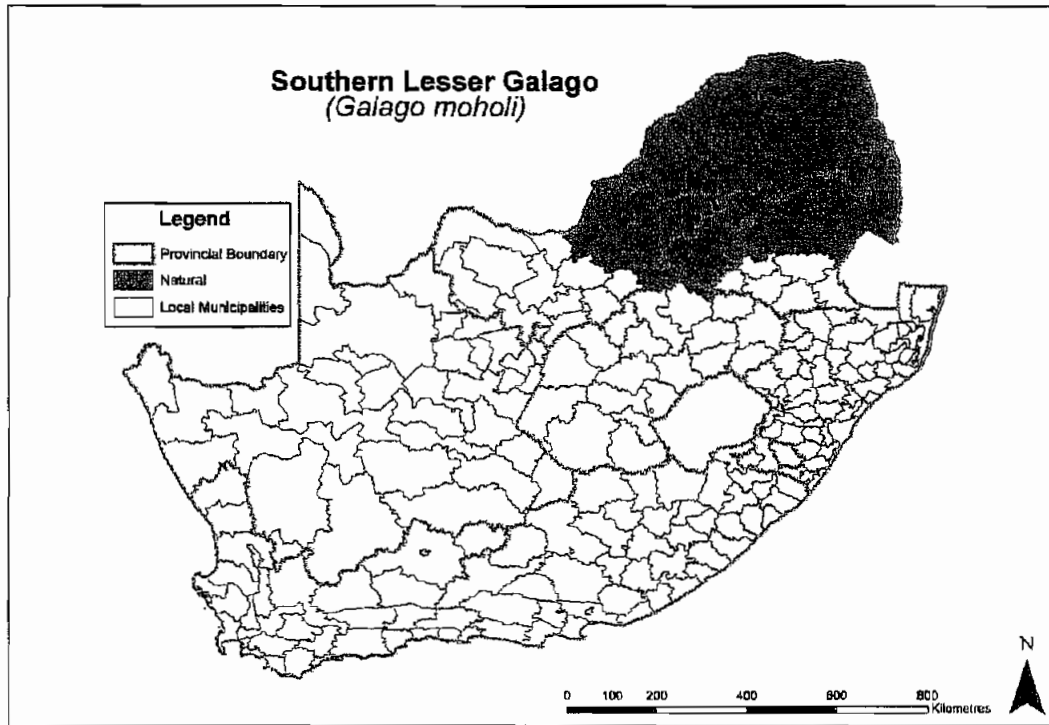 Southern Lesser Galago
(Galago moholi)
Legend
Provincial Boundary
Natural
Local Municipalities
N
0 100 200 400 600 800
Kilometres